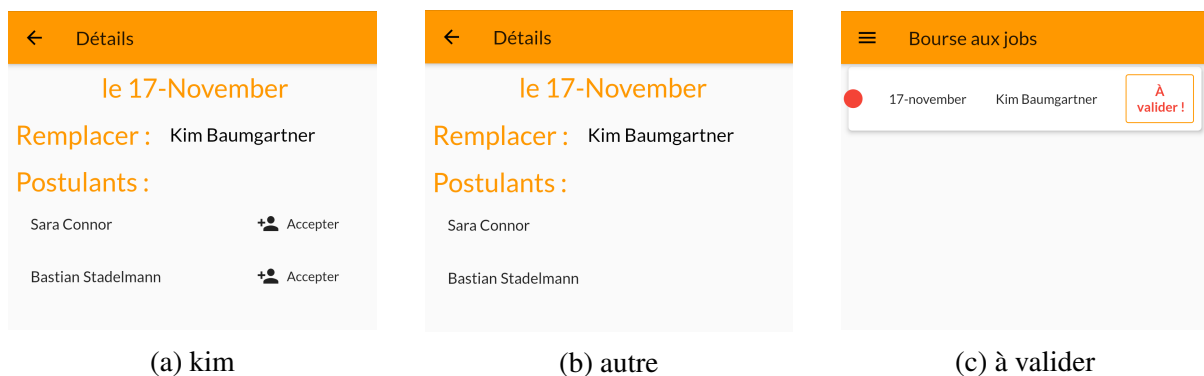 Détails
le 17-November
Remplacer : Kim Baumgartner
Postulants :
Sara Connor Accepter
Bastian Stadelmann Accepter
(a) kim
Détails
le 17-November
Remplacer : Kim Baumgartner
Postulants :
Sara Connor
Bastian Stadelmann
(b) autre
Bourse aux jobs
17-november Kim Baumgartner À
valider !
(c) à valider